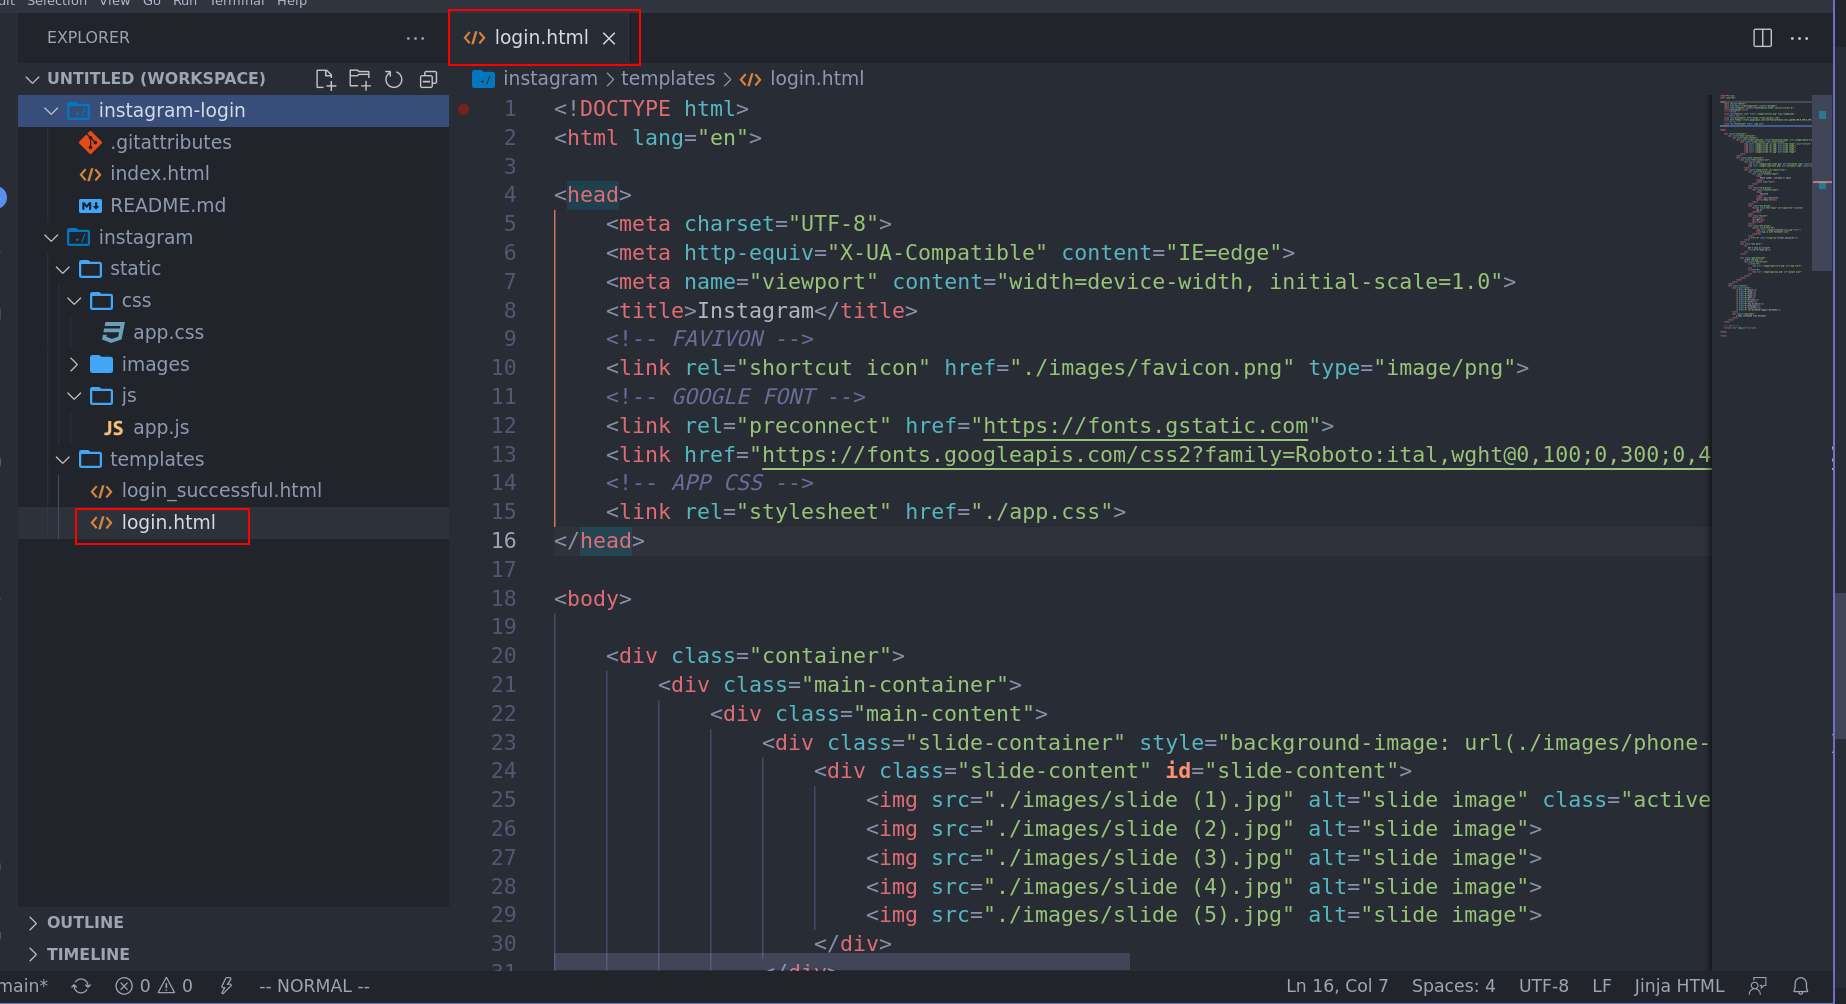 Selection View Go Run Terminal Help
EXPLORER
UNTITLED (WORKSPACE)
instagram-login
.gitattributes
index.html
README.md
instagram
static
css
app.css
images
js
JS app.js
templates
login_successful.html
login.html
OUTLINE
TIMELINE
login.html
instagram > templates > login.html
1 <!DOCTYPE html>
2 <html lang="en">
3
4 <head>
5 <meta charset="UTF-8">
6 <meta http-equiv="X-UA-Compatible" content="IE=edge">
7 <meta name="viewport" content="width=device-width, initial-scale=1.0">
8 <title>Instagram</title>
9 <!-- FAVIVON -->
10 <link rel="shortcut icon" href="./images/favicon.png" type="image/png">
11 <!-- GOOGLE FONT -->
12 <link rel="preconnect" href="https://fonts.gstatic.com">
13 <link href="https://fonts.googleapis.com/css2?family=Roboto:ital,wght@0,100;0,300;0,4
14 <!-- APP CSS -->
15 <link rel="stylesheet" href="./app.css">
16 </head>
17
18 <body>
19
20 <div class="container">
21 <div class="main-container">
22 <div class="main-content">
23 <div class="slide-container" style="background-image: url(./images/phone-
24 <div class="slide-content" id="slide-content">
25 <img src="./images/slide (1).jpg" alt="slide image" class="active
26 <img src="./images/slide (2).jpg" alt="slide image">
27 <img src="./images/slide (3).jpg" alt="slide image">
28 <img src="./images/slide (4).jpg" alt="slide image">
29 <img src="./images/slide (5).jpg" alt="slide image">
30 </div>
31 </div>
main* 0 0 -- NORMAL -- Ln 16, Col 7 Spaces: 4 UTF-8 LF Jinja HTML